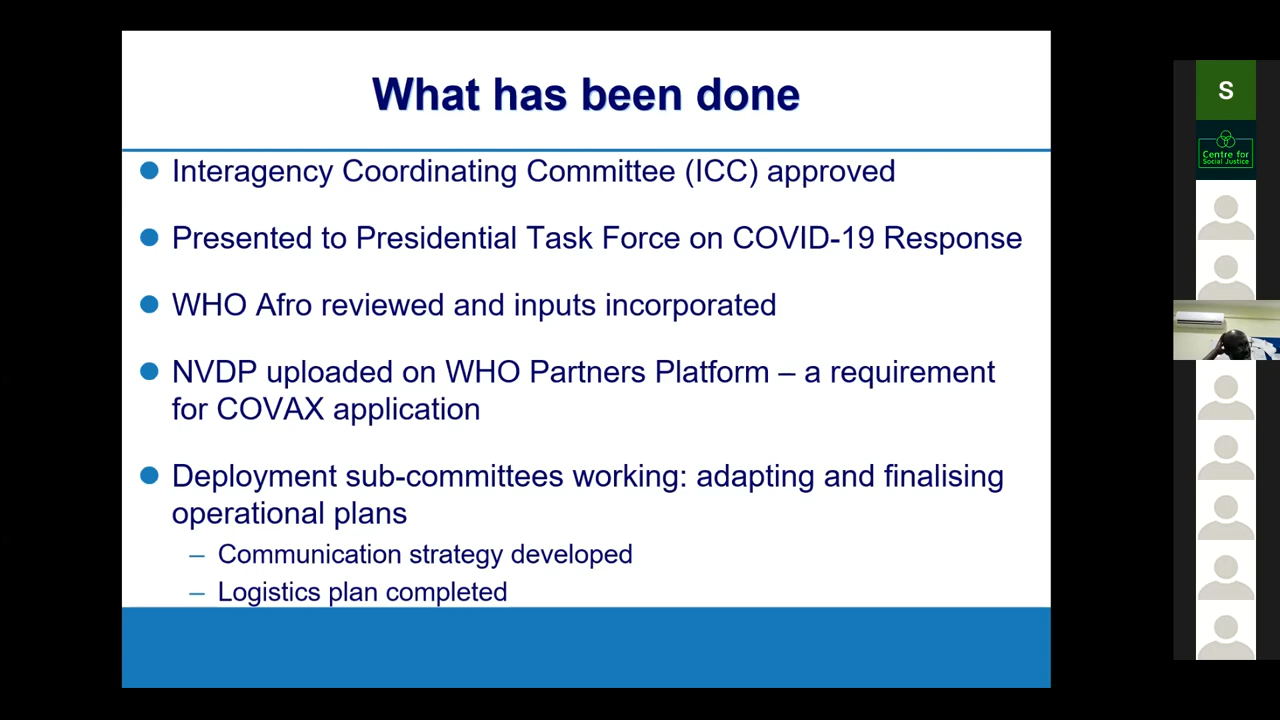 What has been done
Interagency Coordinating Committee (ICC) approved
Presented to Presidential Task Force on COVID-19 Response
WHO Afro reviewed and inputs incorporated
NVDP uploaded on WHO Partners Platform – a requirement
for COVAX application
Deployment sub-committees working: adapting and finalising
operational plans
– Communication strategy developed
– Logistics plan completed
S
Centre for
Social Justice